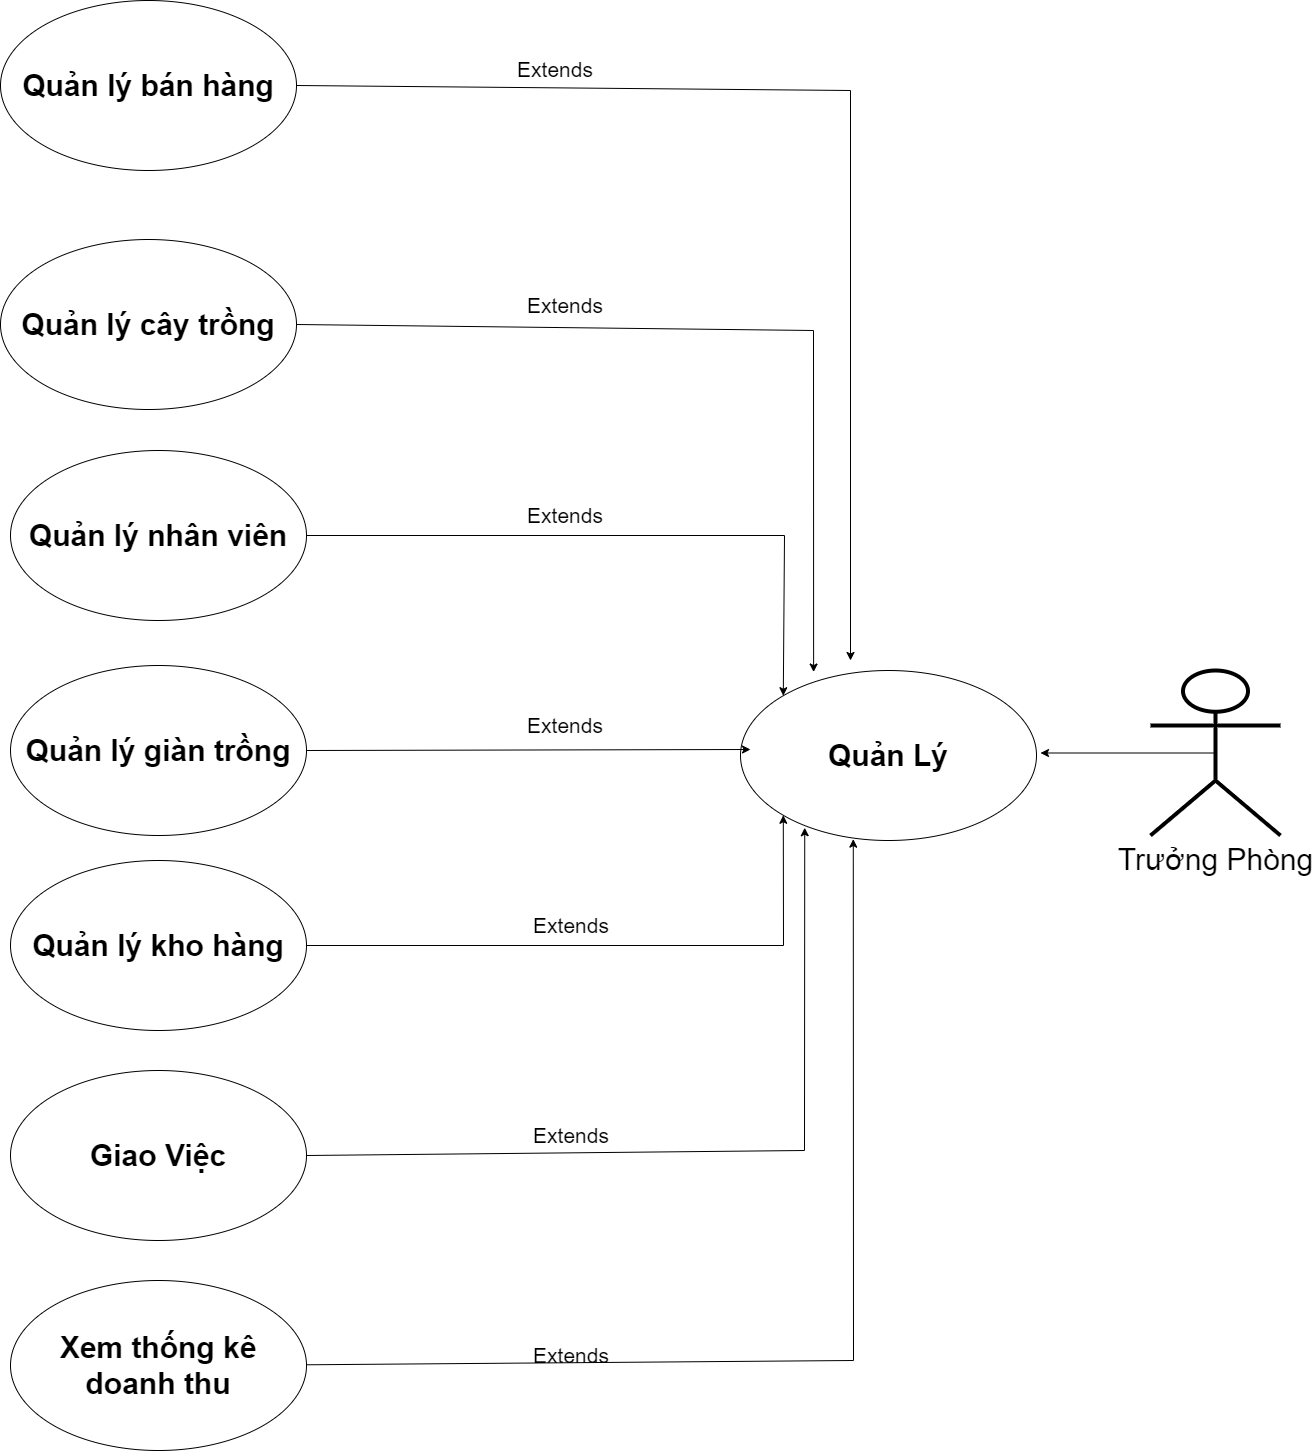 Quản lý bán hàng
Extends
Quản lý cây trồng
Extends
Quản lý nhân viên
Extends
Quản lý giàn trồng
Extends
Quản Lý
Trưởng Phòng
Quản lý kho hàng
Extends
Giao Việc
Extends
Xem thống kê
doanh thu
Extends